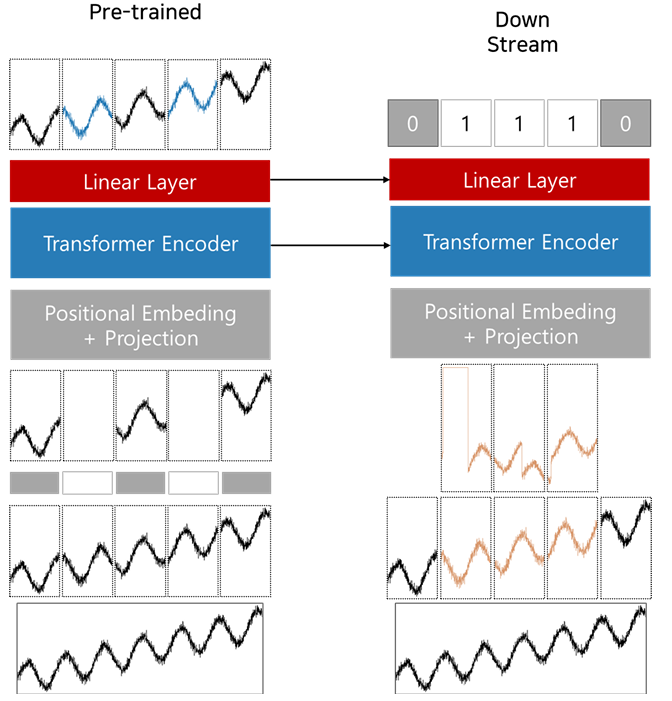 Pre-trained
Down
Stream
0 1 1 1 0
Linear Layer
Linear Layer
Transformer Encoder
Transformer Encoder
Positional Embeding
+ Projection
Positional Embeding
+ Projection